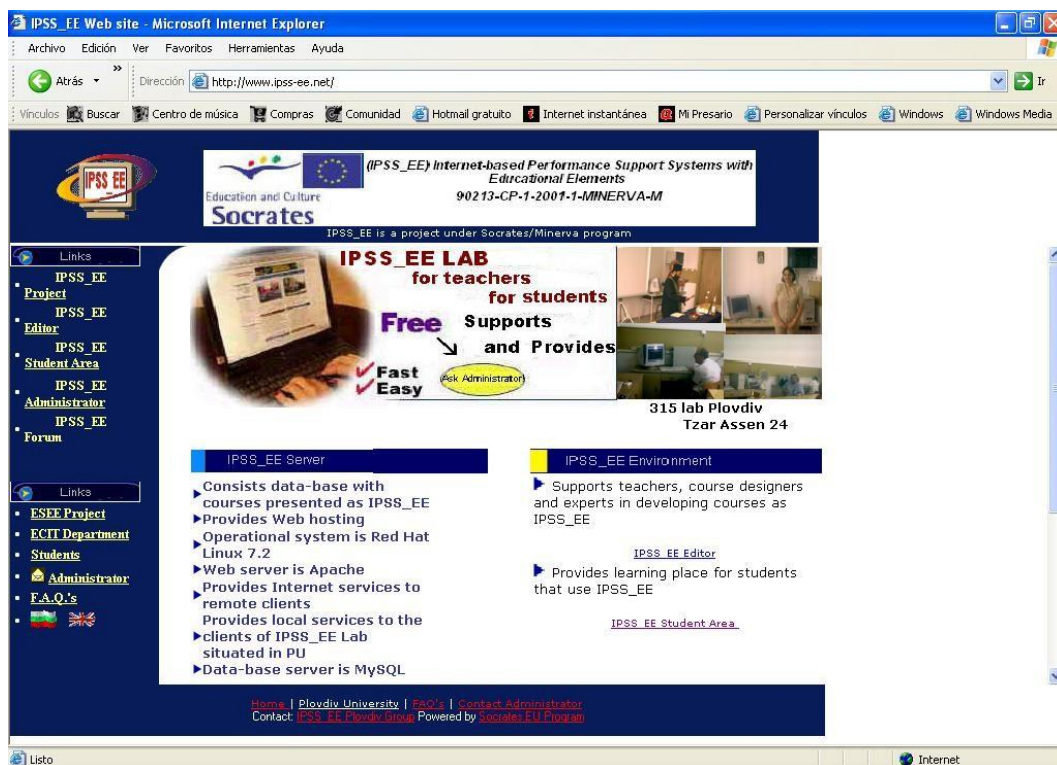 IPSS_EE Web site - Microsoft Internet Explorer
Archivo Edición Ver Favoritos Herramientas Ayuda
Atrás » Dirección http://www.ipss-ee.net/ Ir
Vínculos Buscar Centro de música Compras Comunidad Hotmail gratuito Internet instantánea Mi Presario Personalizar vínculos Windows Windows Media
IPSS_EE
(IPSS_EE) Internet-based Performance Support Systems with
Educational Elements
90213-CP-1-2001-1-MINERVA-M
Education and Culture
Socrates
IPSS_EE is a project under Socrates/Minerva program
Links
IPSS_EE
Project
IPSS_EE
Editor
IPSS_EE
Student Area
IPSS_EE
Administrator
IPSS_EE
Forum
Links
ESEE Project
ECIT Department
Students
Administrator
F.A.Q.'s
IPSS_EE LAB
for teachers
for students
Free Supports
and Provides
Fast
Easy
Ask Administrator
315 lab Plovdiv
Tzar Assen 24
IPSS_EE Server
Consists data-base with
courses presented as IPSS_EE
Provides Web hosting
Operational system is Red Hat
Linux 7.2
Web server is Apache
Provides Internet services to
remote clients
Provides local services to the
clients of IPSS_EE Lab
situated in PU
Data-base server is MySQL
IPSS_EE Environment
Supports teachers, course designers
and experts in developing courses as
IPSS_EE
IPSS_EE Editor
Provides learning place for students
that use IPSS_EE
IPSS_EE Student Area
Home | Plovdiv University | FAQ's | Contact Administrator
Contact: IPSS_EE Plovdiv Group Powered by Socrates EU Program
Listo Internet